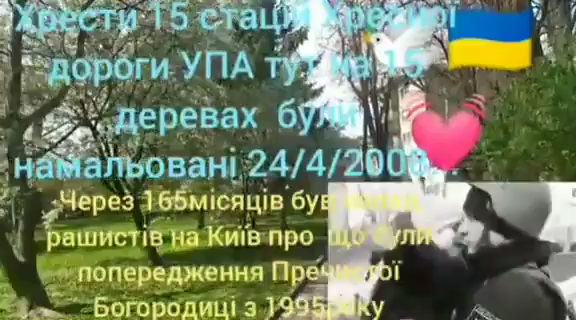 Хрести 15 стацій Хресної
дороги УПА тут на 15
деревах були
намальовані 24/4/2008...
Через 165місяців був напад
рашистів на Київ про що були
попередження Пречистої
Богородиці з 1995року